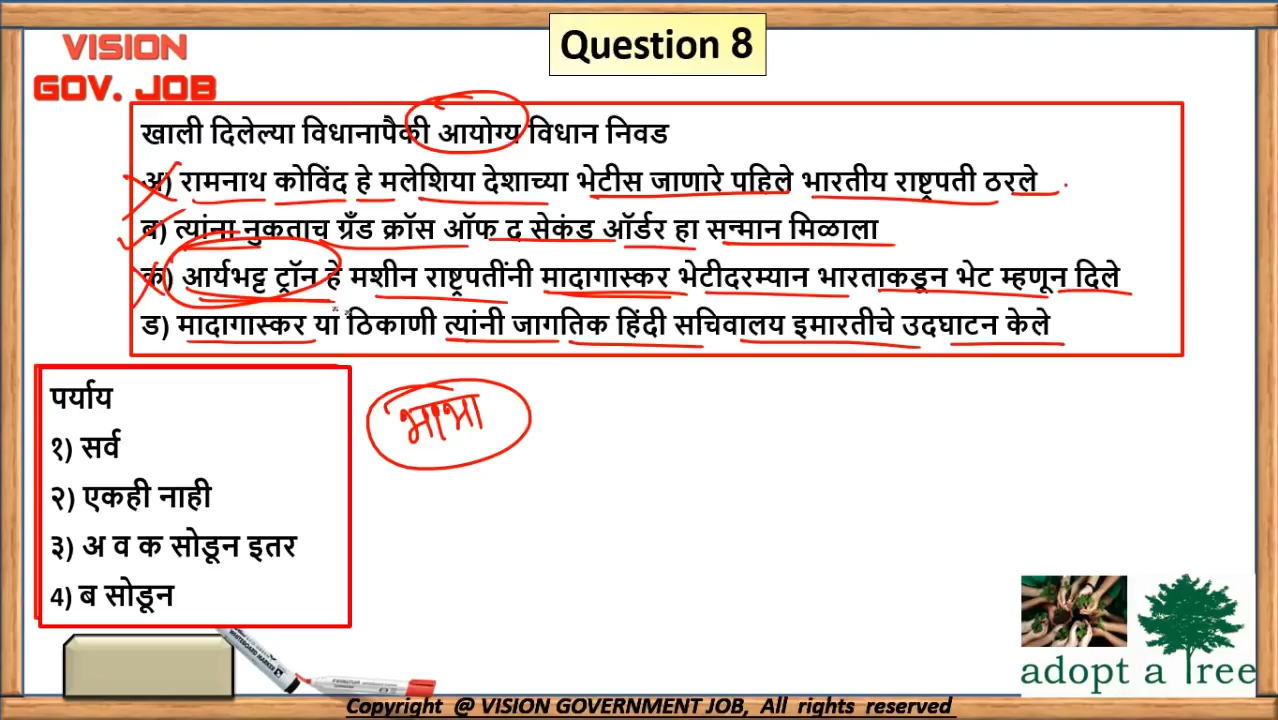 Question 8
VISION
GOV. JOB
खाली दिलेल्या विधानापैकी आयोग्य विधान निवड
अ) रामनाथ कोविंद हे मलेशिया देशाच्या भेटीस जाणारे पहिले भारतीय राष्ट्रपती ठरले
ब) त्यांना नुकताच ग्रँड क्रॉस ऑफ द सेकंड ऑर्डर हा सन्मान मिळाला
क) आर्यभट्ट ट्रॉन हे मशीन राष्ट्रपतींनी मादागास्कर भेटीदरम्यान भारताकडून भेट म्हणून दिले
ड) मादागास्कर या ठिकाणी त्यांनी जागतिक हिंदी सचिवालय इमारतीचे उदघाटन केले
पर्याय
१) सर्व
२) एकही नाही
३) अ व क सोडून इतर
4) ब सोडून
भाभा
adopt a Tree
Copyright @ VISION GOVERNMENT JOB, All rights reserved